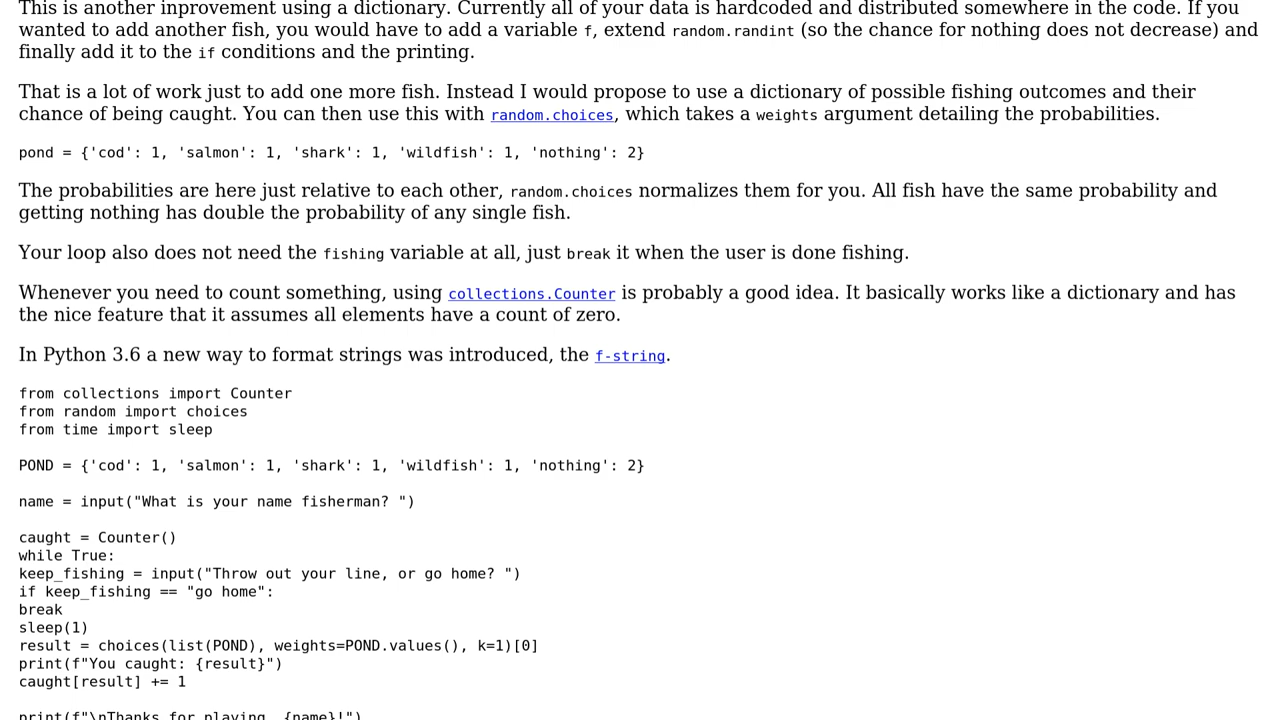 This is another inprovement using a dictionary. Currently all of your data is hardcoded and distributed somewhere in the code. If you
wanted to add another fish, you would have to add a variable f, extend random.randint (so the chance for nothing does not decrease) and
finally add it to the if conditions and the printing.
That is a lot of work just to add one more fish. Instead I would propose to use a dictionary of possible fishing outcomes and their
chance of being caught. You can then use this with random.choices, which takes a weights argument detailing the probabilities.
pond = {'cod': 1, 'salmon': 1, 'shark': 1, 'wildfish': 1, 'nothing': 2}
The probabilities are here just relative to each other, random.choices normalizes them for you. All fish have the same probability and
getting nothing has double the probability of any single fish.
Your loop also does not need the fishing variable at all, just break it when the user is done fishing.
Whenever you need to count something, using collections.Counter is probably a good idea. It basically works like a dictionary and has
the nice feature that it assumes all elements have a count of zero.
In Python 3.6 a new way to format strings was introduced, the f-string.
from collections import Counter
from random import choices
from time import sleep
POND = {'cod': 1, 'salmon': 1, 'shark': 1, 'wildfish': 1, 'nothing': 2}
name = input("What is your name fisherman? ")
caught = Counter()
while True:
keep_fishing = input("Throw out your line, or go home? ")
if keep_fishing == "go home":
break
sleep(1)
result = choices(list(POND), weights=POND.values(), k=1)[0]
print(f"You caught: {result}")
caught[result] += 1
print(f"\nThanks for playing, {name}!")